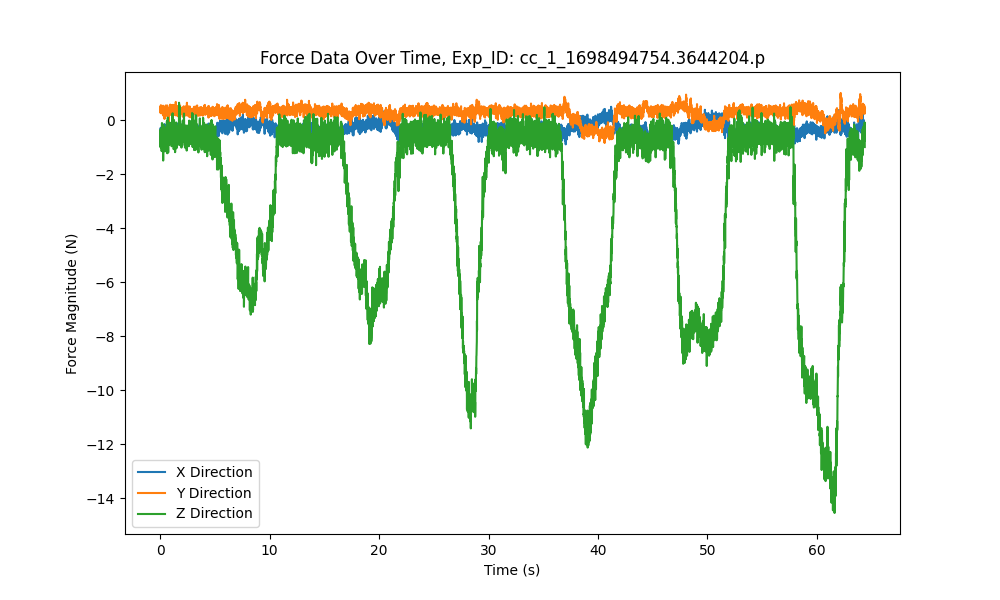 Force Data Over Time, Exp_ID: cc_1_1698494754.3644204.p
Force Magnitude (N)
0
−2
−4
−6
−8
−10
−12
−14
X Direction
Y Direction
Z Direction
0 10 20 30 40 50 60
Time (s)